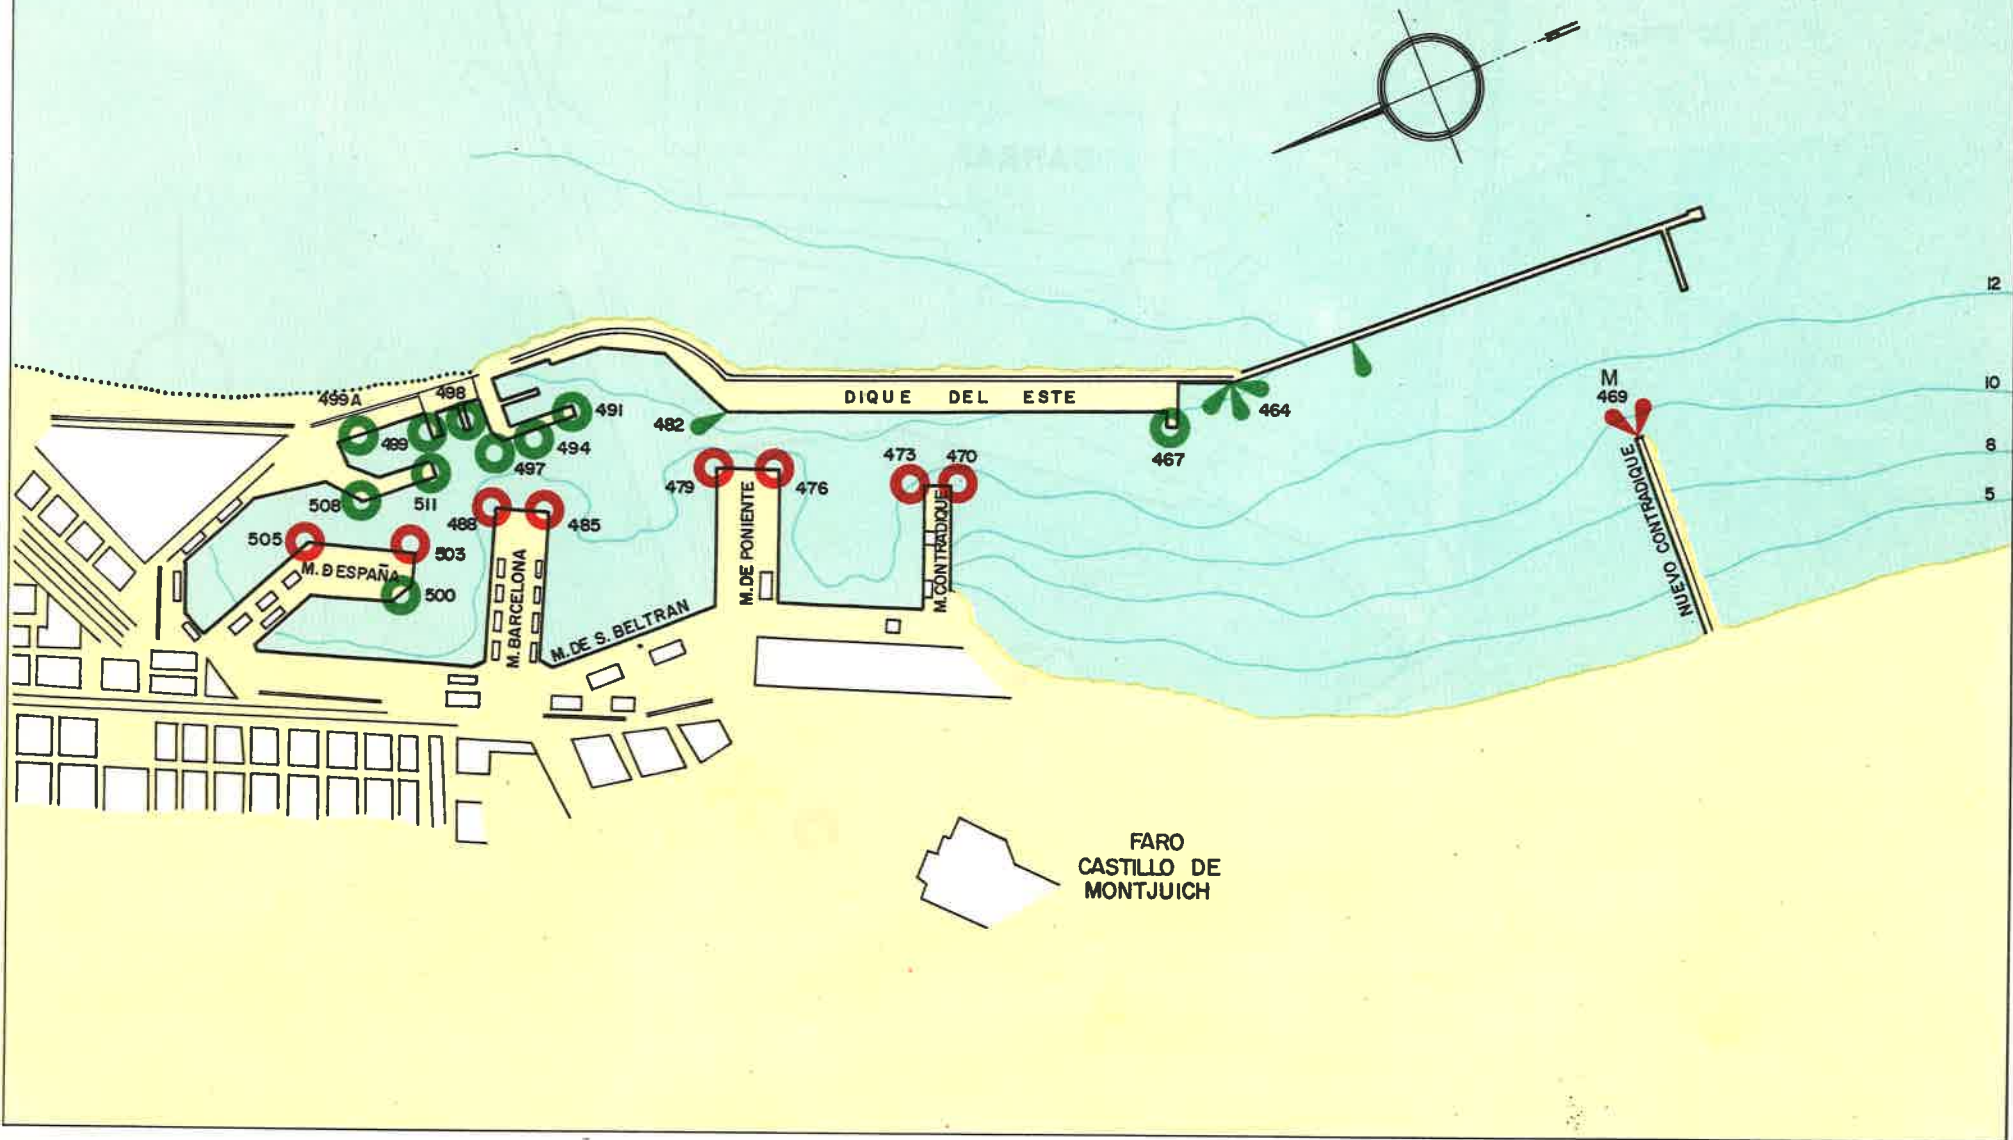 12
10
8
5
M
469
NUEVO CONTRADIQUE
DIQUE DEL ESTE
464
467
482
473
470
479
476
M. DE PONIENTE
M. CONTRADIQUE
499A
498
499
491
494
497
508
511
488
485
505
503
M. D ESPAÑA
500
M. BARCELONA
M. DE S. BELTRAN
FARO
CASTILLO DE
MONTJUICH